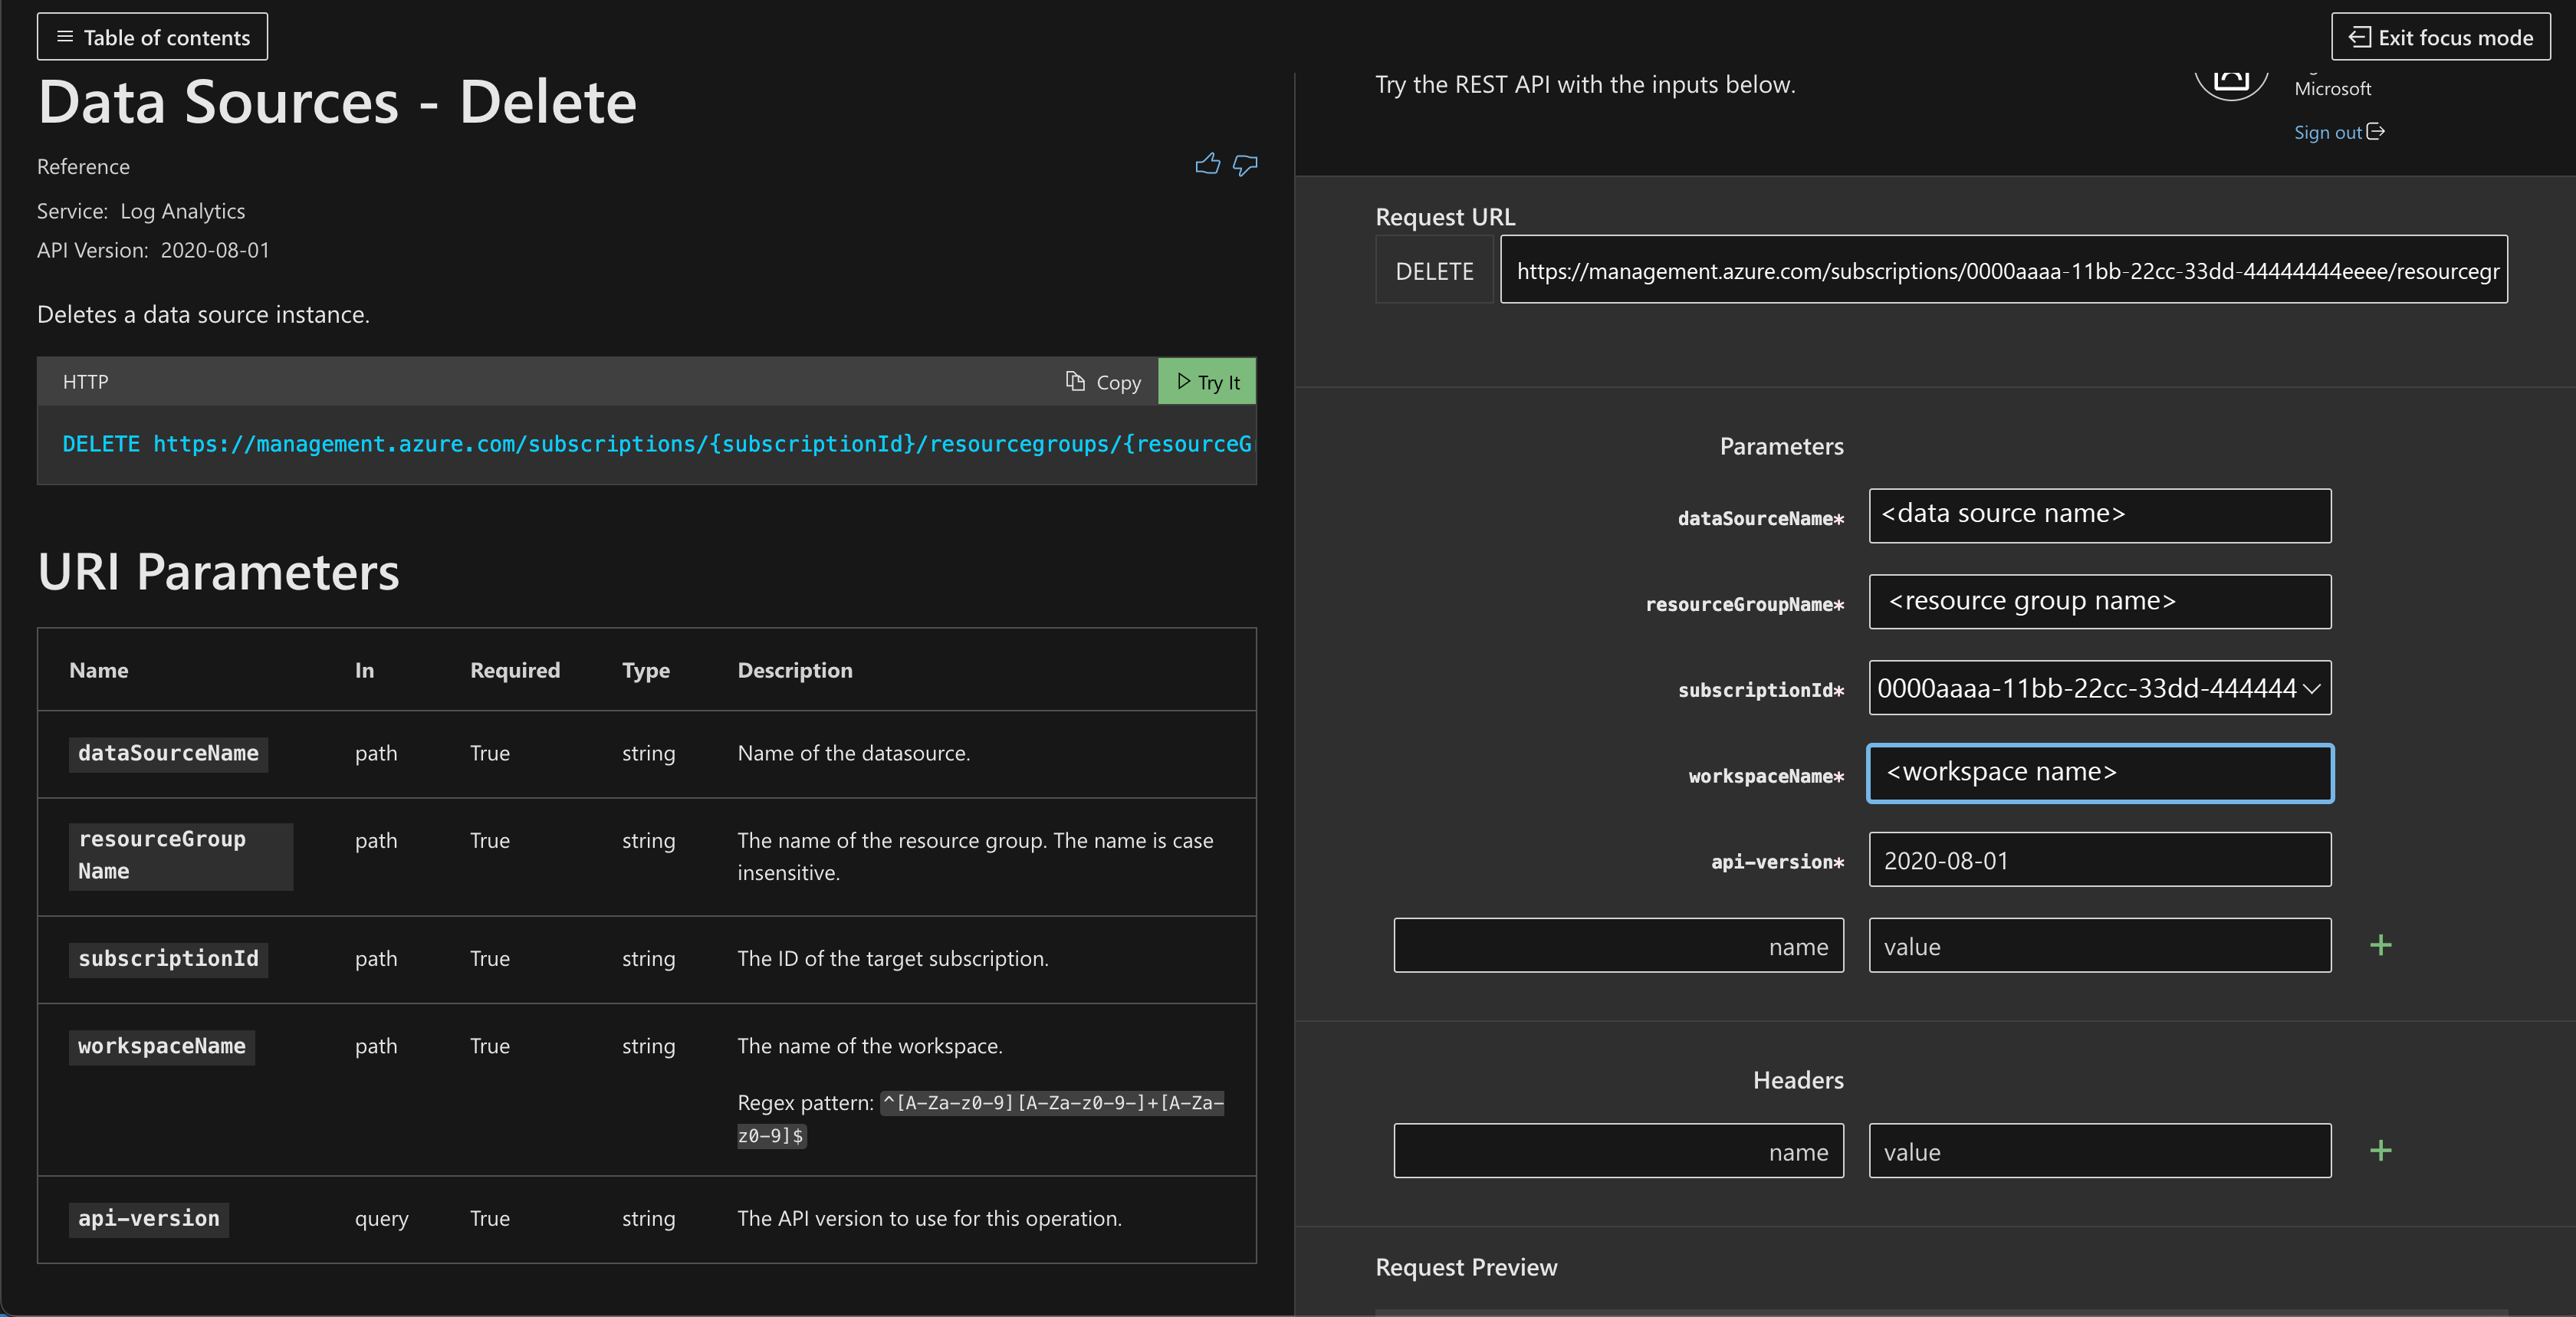 Table of contents
Exit focus mode
Data Sources - Delete
Reference
Service: Log Analytics
API Version: 2020-08-01
Deletes a data source instance.
HTTP
Copy
Try It
DELETE https://management.azure.com/subscriptions/{subscriptionId}/resourcegroups/{resourceG
URI Parameters
Name In Required Type Description
dataSourceName path True string Name of the datasource.
resourceGroup path True string The name of the resource group. The name is case
Name insensitive.
subscriptionId path True string The ID of the target subscription.
workspaceName path True string The name of the workspace.
Regex pattern: ^[A-Za-z0-9][A-Za-z0-9-]+[A-Za-
z0-9]$
api-version query True string The API version to use for this operation.
Try the REST API with the inputs below.
Microsoft
Sign out
Request URL
DELETE https://management.azure.com/subscriptions/0000aaaa-11bb-22cc-33dd-44444444eeee/resourcegr
Parameters
dataSourceName* <data source name>
resourceGroupName* <resource group name>
subscriptionId* 0000aaaa-11bb-22cc-33dd-444444
workspaceName* <workspace name>
api-version* 2020-08-01
name value +
Headers
name value +
Request Preview